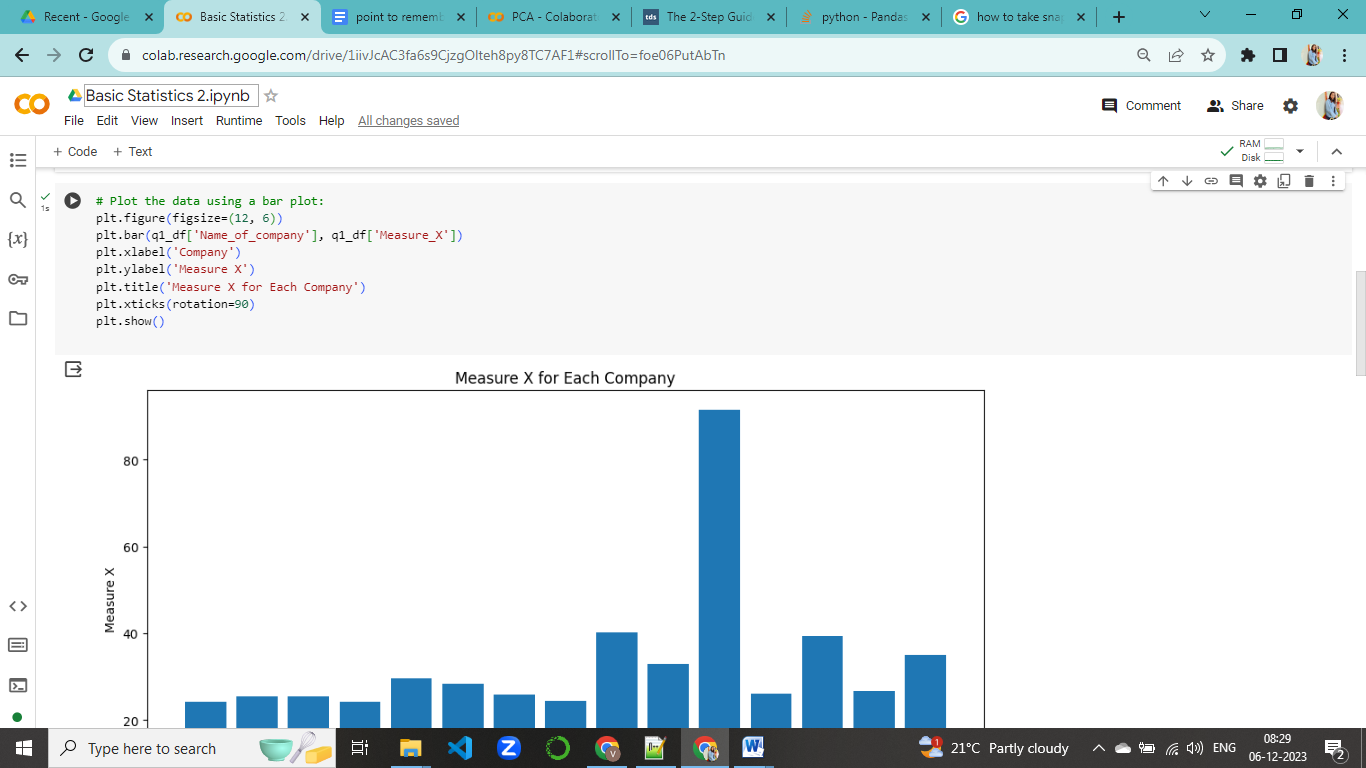 Recent - Google
Basic Statistics 2
point to rememb
PCA - Colaborat
tds
The 2-Step Guid
python - Pandas
how to take snap
colab.research.google.com/drive/1iivJcAC3fa6s9CjzgOlteh8py8TC7AF1#scrollTo=foe06PutAbTn
Basic Statistics 2.ipynb
Comment
Share
File Edit View Insert Runtime Tools Help All changes saved
+ Code + Text
RAM
Disk
1s
{x}
# Plot the data using a bar plot:
plt.figure(figsize=(12, 6))
plt.bar(q1_df['Name_of_company'], q1_df['Measure_X'])
plt.xlabel('Company')
plt.ylabel('Measure X')
plt.title('Measure X for Each Company')
plt.xticks(rotation=90)
plt.show()
Measure X for Each Company
80
60
Measure X
40
20
Type here to search
21°C Partly cloudy
ENG
08:29
06-12-2023
2